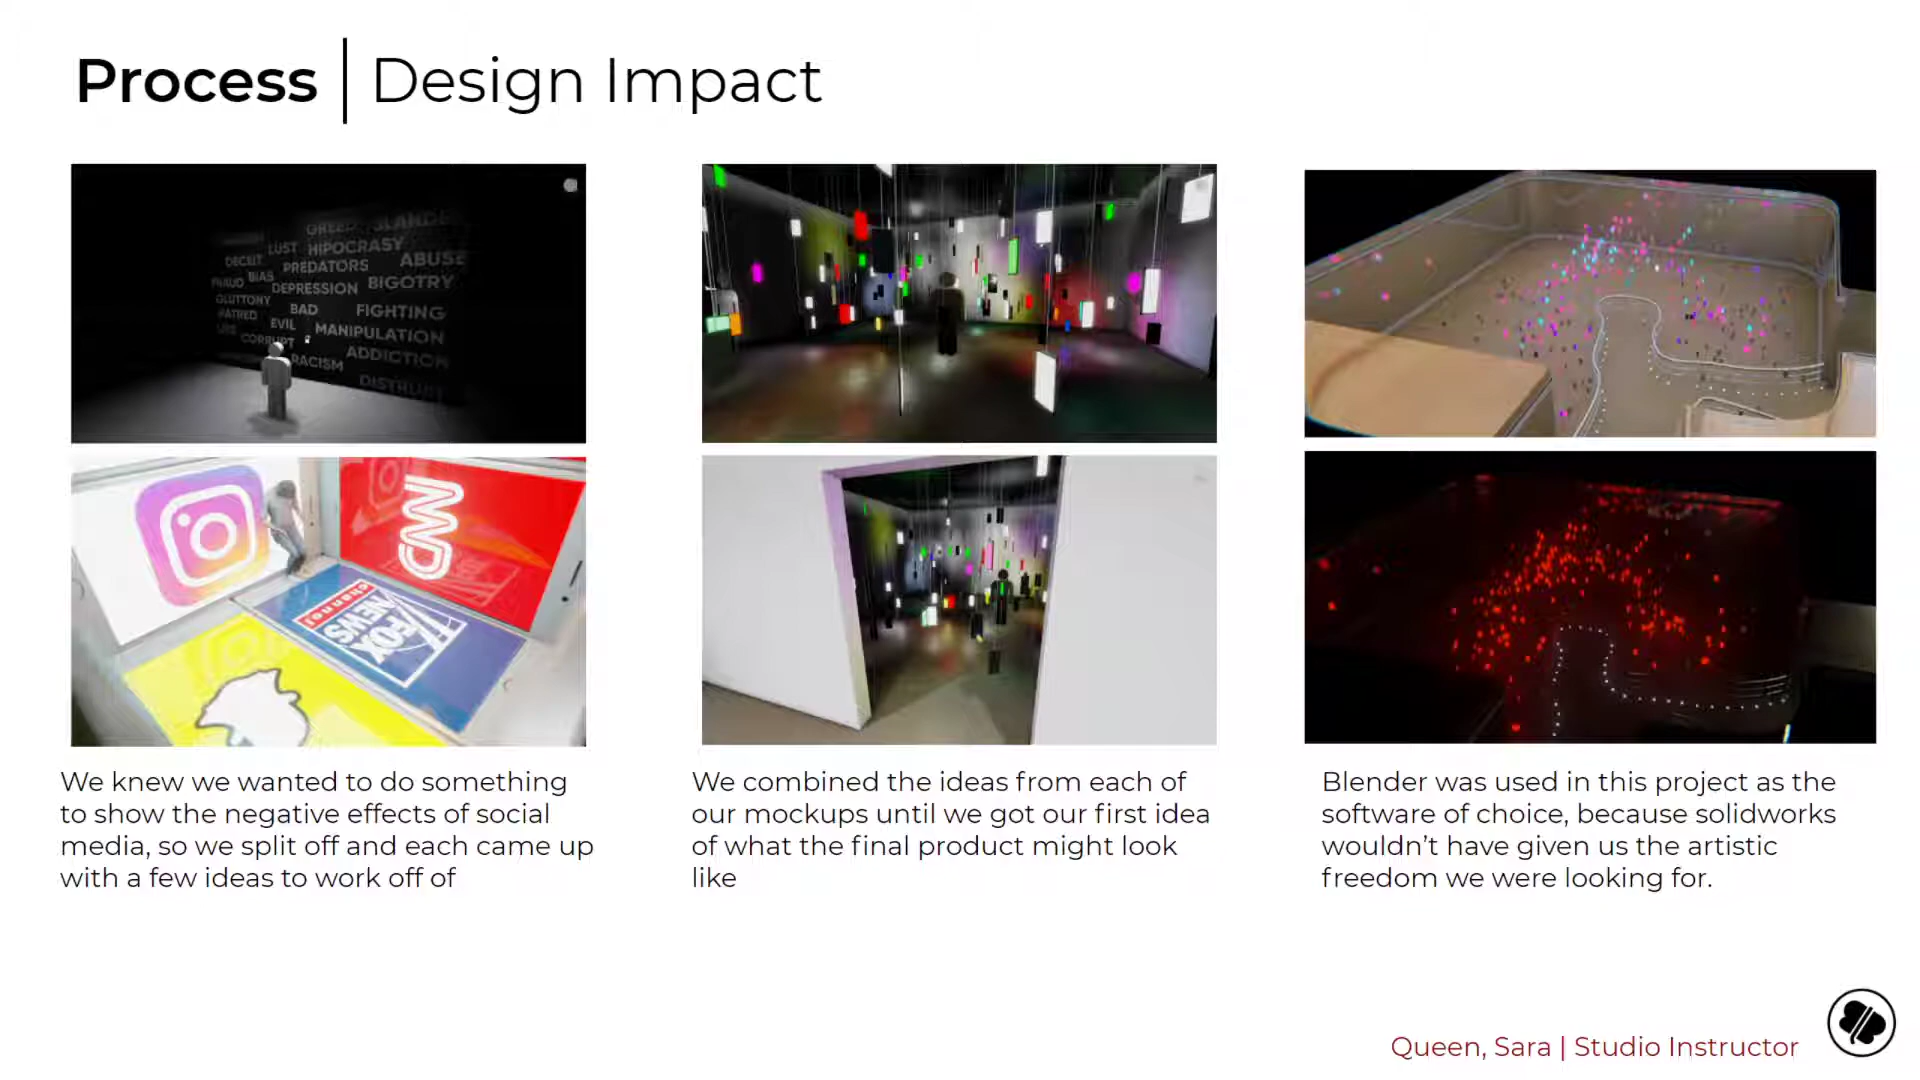 Process | Design Impact
GREED SLANDER
LUST HIPOCRASY
DECEIT PREDATORS ABUSE
FRAUD BIAS DEPRESSION BIGOTRY
GLUTTONY BAD FIGHTING
HATRED EVIL MANIPULATION
CORRUPT ADDICTION
RACISM
DISTRUST
CNN
FOX
NEWS
channel
We knew we wanted to do something
to show the negative effects of social
media, so we split off and each came up
with a few ideas to work off of
We combined the ideas from each of
our mockups until we got our first idea
of what the final product might look
like
Blender was used in this project as the
software of choice, because solidworks
wouldn’t have given us the artistic
freedom we were looking for.
Queen, Sara | Studio Instructor